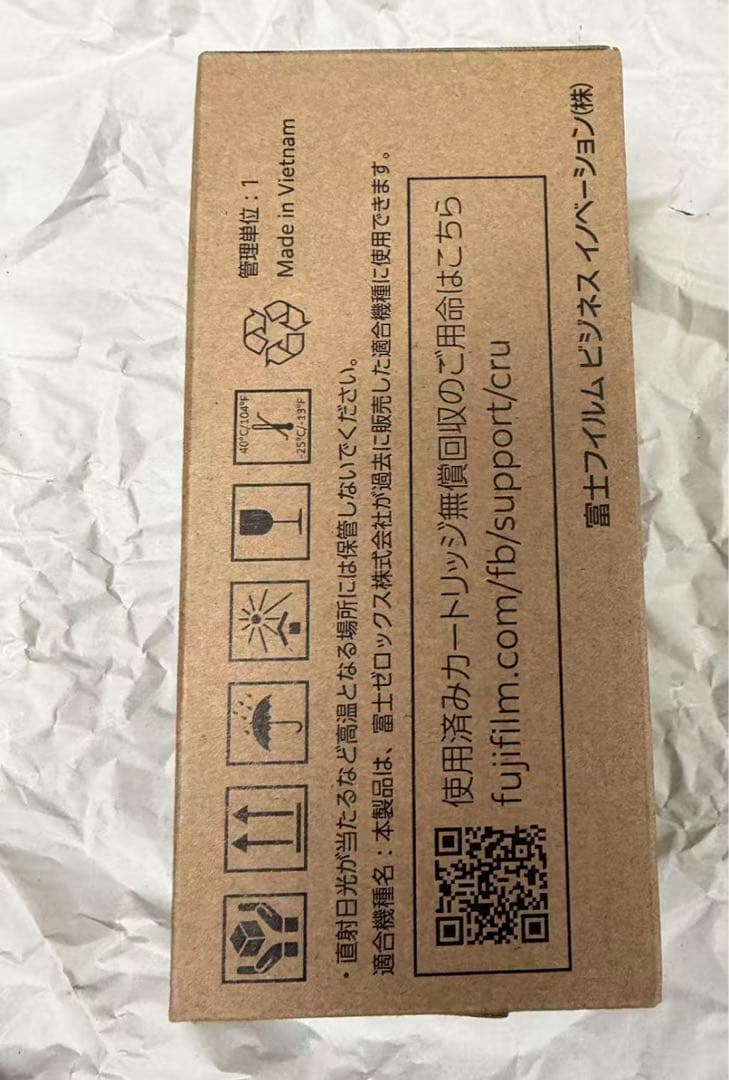 40°C/104°F
-25°C/-13°F
管理単位：1
Made in Vietnam
・直射日光が当たるなど高温となる場所には保管しないでください。
適合機種名：本製品は、富士ゼロックス株式会社が過去に販売した適合機種に使用できます。
使用済みカートリッジ無償回収のご用命はこちら
fujifilm.com/fb/support/cru
富士フイルム ビジネス イノベーション(株)